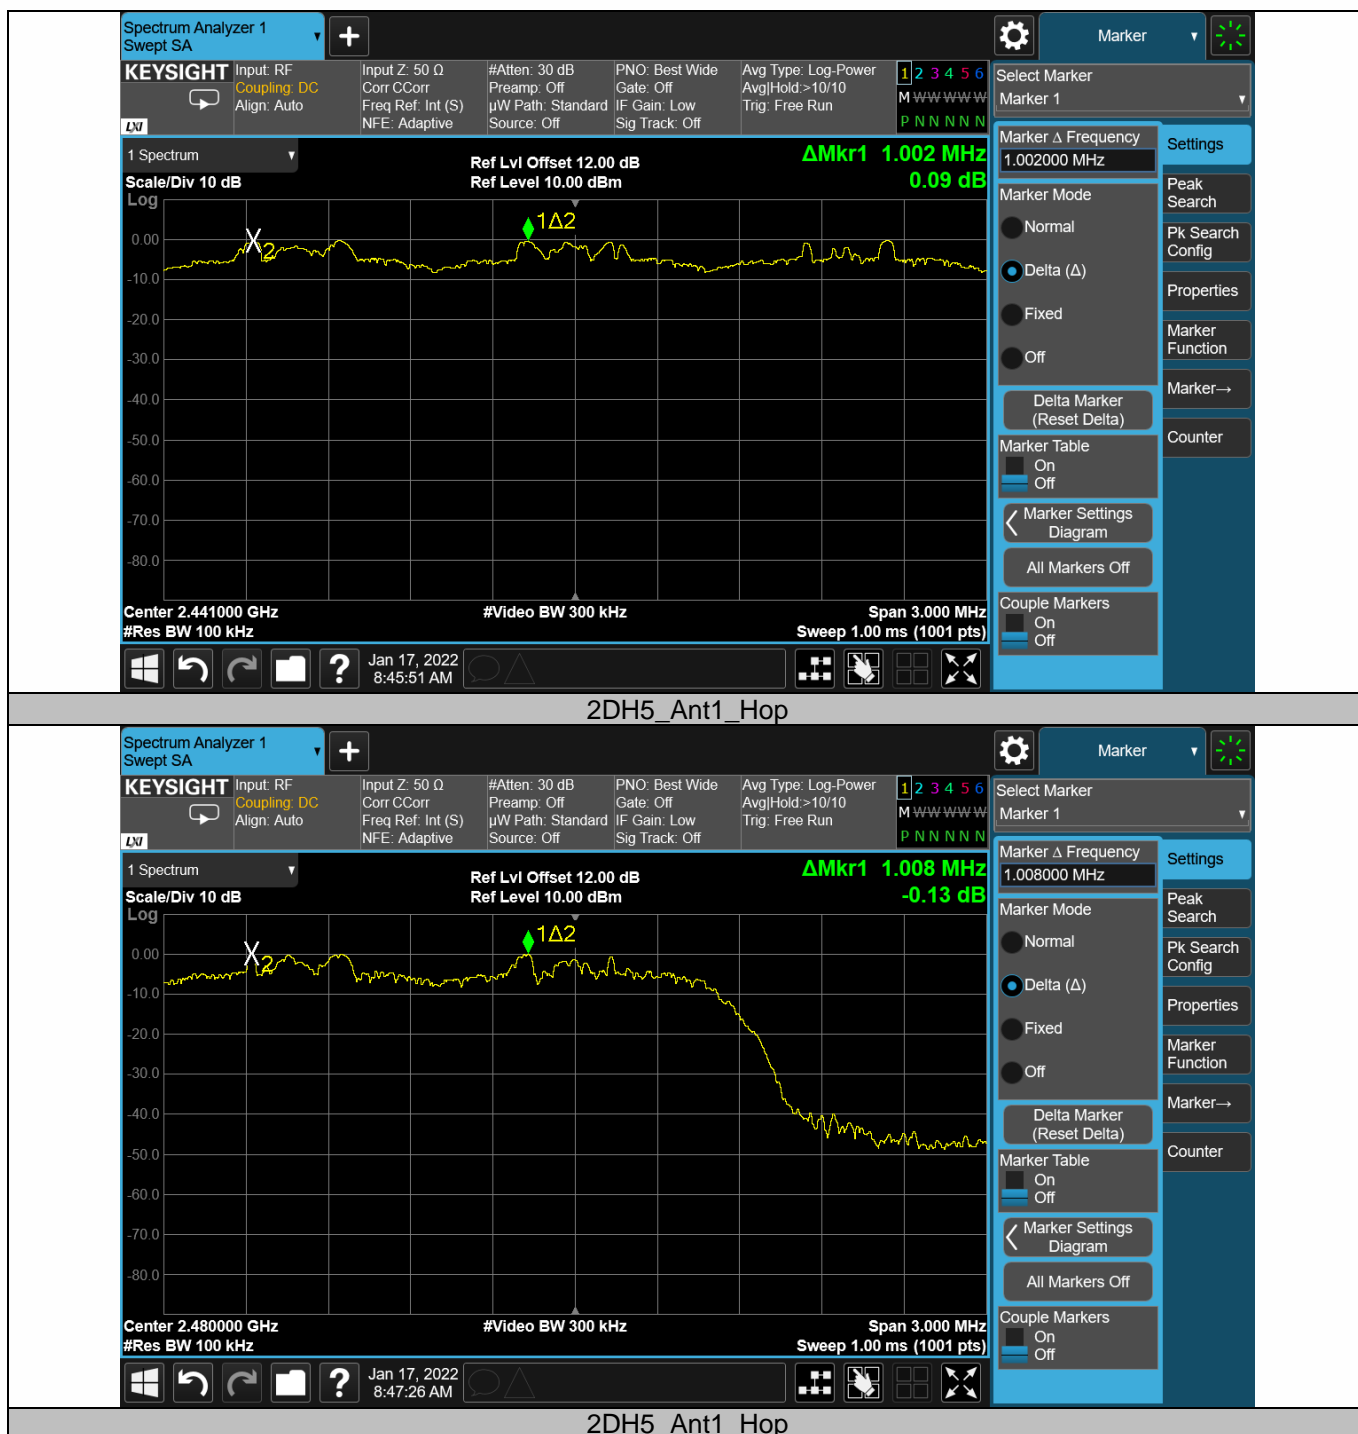 Spectrum Analyzer 1
Swept SA
Marker
KEYSIGHT
LXI
Input: RF
Coupling: DC
Align: Auto
Input Z: 50 Ω
Corr CCorr
Freq Ref: Int (S)
NFE: Adaptive
#Atten: 30 dB
Preamp: Off
µW Path: Standard
Source: Off
PNO: Best Wide
Gate: Off
IF Gain: Low
Sig Track: Off
Avg Type: Log-Power
Avg|Hold:>10/10
Trig: Free Run
1 2 3 4 5 6
M W W W W W
P N N N N N
1 Spectrum
Scale/Div 10 dB
Ref Lvl Offset 12.00 dB
Ref Level 10.00 dBm
ΔMkr1 1.002 MHz
0.09 dB
Log
0.00
-10.0
-20.0
-30.0
-40.0
-50.0
-60.0
-70.0
-80.0
X2
1Δ2
Center 2.441000 GHz
#Res BW 100 kHz
#Video BW 300 kHz
Span 3.000 MHz
Sweep 1.00 ms (1001 pts)
?
Jan 17, 2022
8:45:51 AM
Select Marker
Marker 1
Marker Δ Frequency
1.002000 MHz
Marker Mode
Normal
Delta (Δ)
Fixed
Off
Delta Marker
(Reset Delta)
Marker Table
On
Off
Marker Settings
Diagram
All Markers Off
Couple Markers
On
Off
Settings
Peak
Search
Pk Search
Config
Properties
Marker
Function
Marker→
Counter
2DH5_Ant1_Hop
Spectrum Analyzer 1
Swept SA
Marker
KEYSIGHT
LXI
Input: RF
Coupling: DC
Align: Auto
Input Z: 50 Ω
Corr CCorr
Freq Ref: Int (S)
NFE: Adaptive
#Atten: 30 dB
Preamp: Off
µW Path: Standard
Source: Off
PNO: Best Wide
Gate: Off
IF Gain: Low
Sig Track: Off
Avg Type: Log-Power
Avg|Hold:>10/10
Trig: Free Run
1 2 3 4 5 6
M W W W W W
P N N N N N
1 Spectrum
Scale/Div 10 dB
Ref Lvl Offset 12.00 dB
Ref Level 10.00 dBm
ΔMkr1 1.008 MHz
-0.13 dB
Log
0.00
-10.0
-20.0
-30.0
-40.0
-50.0
-60.0
-70.0
-80.0
X2
1Δ2
Center 2.480000 GHz
#Res BW 100 kHz
#Video BW 300 kHz
Span 3.000 MHz
Sweep 1.00 ms (1001 pts)
?
Jan 17, 2022
8:47:26 AM
Select Marker
Marker 1
Marker Δ Frequency
1.008000 MHz
Marker Mode
Normal
Delta (Δ)
Fixed
Off
Delta Marker
(Reset Delta)
Marker Table
On
Off
Marker Settings
Diagram
All Markers Off
Couple Markers
On
Off
Settings
Peak
Search
Pk Search
Config
Properties
Marker
Function
Marker→
Counter
2DH5_Ant1_Hop